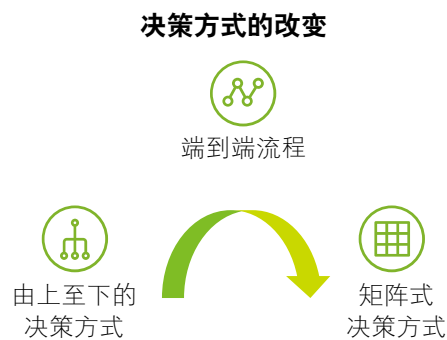 决策方式的改变
端到端流程
由上至下的
决策方式
矩阵式
决策方式